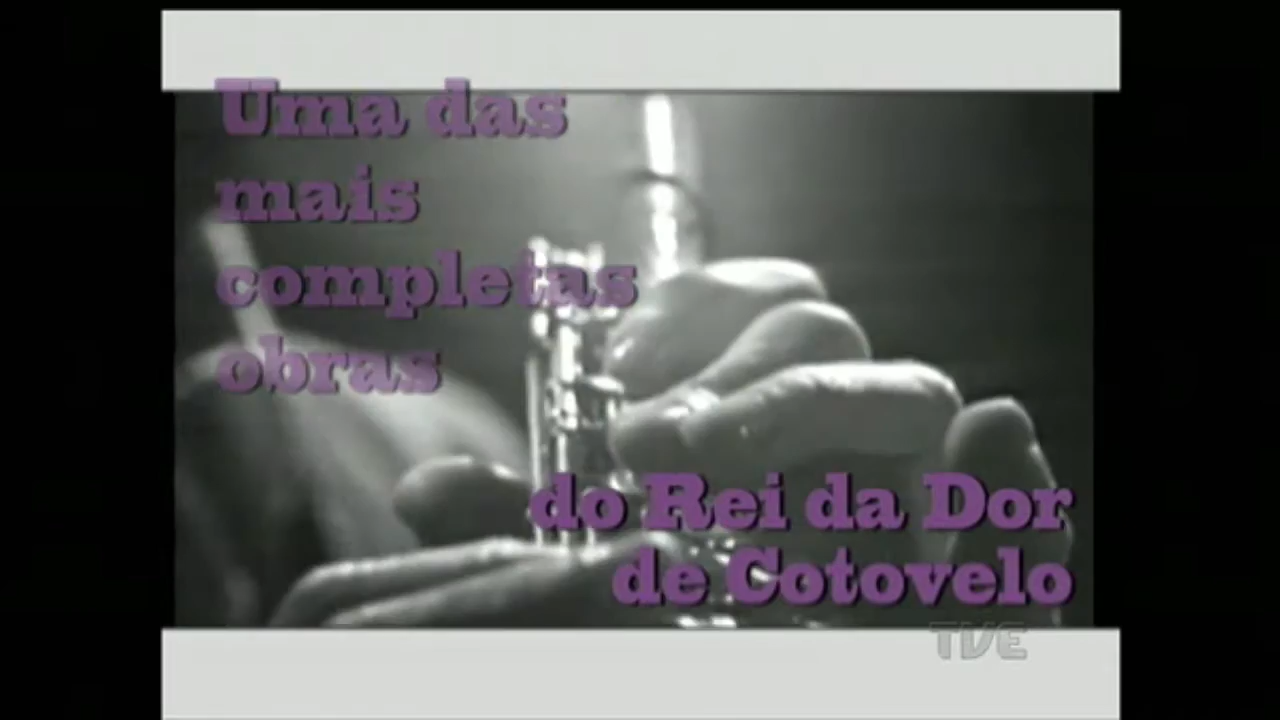 Uma das
mais
completas
obras
do Rei da Dor
de Cotovelo
TVE